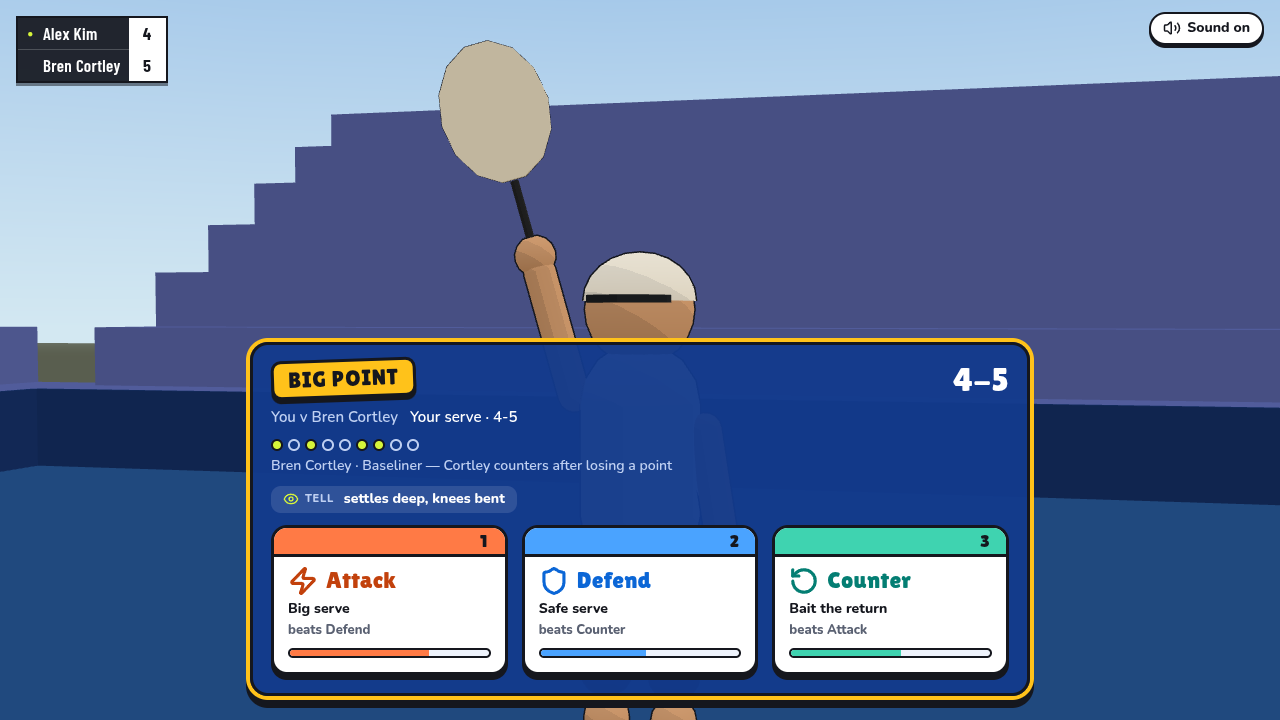 Alex Kim 4
Bren Cortley 5
Sound on
BIG POINT
4–5
You v Bren Cortley Your serve · 4-5
Bren Cortley · Baseliner — Cortley counters after losing a point
TELL settles deep, knees bent
1
Attack
Big serve
beats Defend
2
Defend
Safe serve
beats Counter
3
Counter
Bait the return
beats Attack